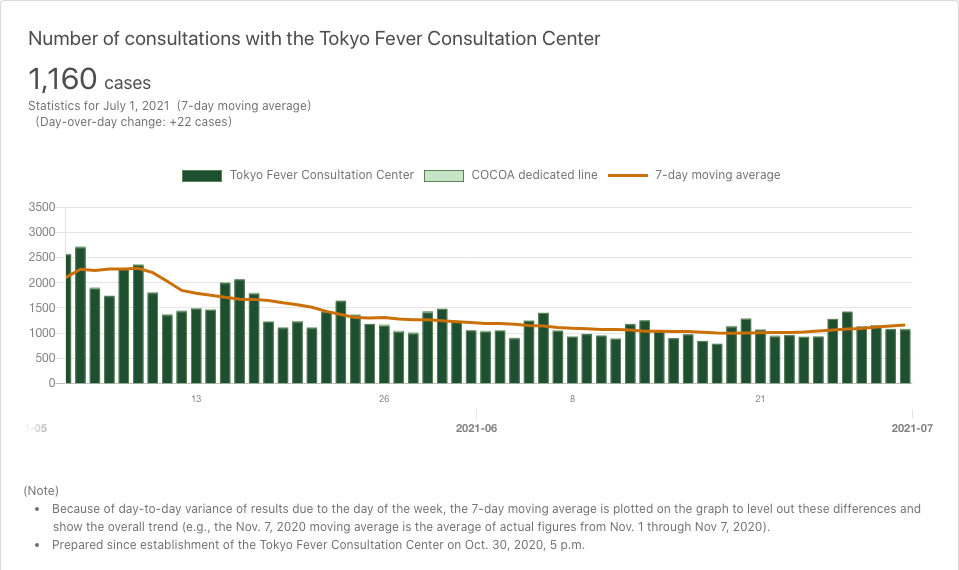 Number of consultations with the Tokyo Fever Consultation Center
1,160 cases
Statistics for July 1, 2021 (7-day moving average)
(Day-over-day change: +22 cases)
Tokyo Fever Consultation Center COCOA dedicated line 7-day moving average
3500
3000
2500
2000
1500
1000
500
0
13 26 8 21
-05 2021-06 2021-07
(Note)
• Because of day-to-day variance of results due to the day of the week, the 7-day moving average is plotted on the graph to level out these differences and
show the overall trend (e.g., the Nov. 7, 2020 moving average is the average of actual figures from Nov. 1 through Nov 7, 2020).
• Prepared since establishment of the Tokyo Fever Consultation Center on Oct. 30, 2020, 5 p.m.